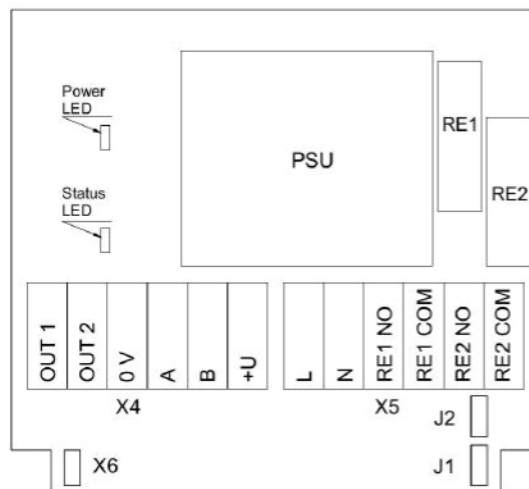 Power
LED
Status
LED
PSU
RE1
RE2
OUT 1
OUT 2
0 V
A
B
+U
L
N
RE1 NO
RE1 COM
RE2 NO
RE2 COM
X4
X5
J2
X6
J1